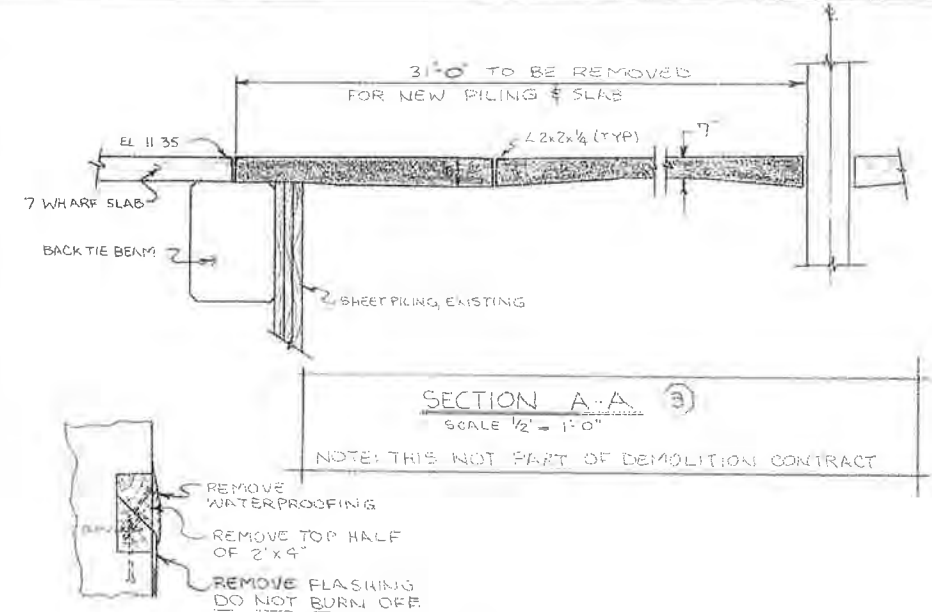 31'-0" TO BE REMOVED
FOR NEW PILING & SLAB
EL 11 35
∠2x2x¼ (TYP)
7"
7 WHARF SLAB
BACK TIE BEAM
SHEET PILING, EXISTING
SECTION A-A 3
SCALE ½" = 1'-0"
NOTE: THIS NOT PART OF DEMOLITION CONTRACT
REMOVE
WATERPROOFING
REMOVE TOP HALF
OF 2"x4"
REMOVE FLASHING
DO NOT BURN OFF